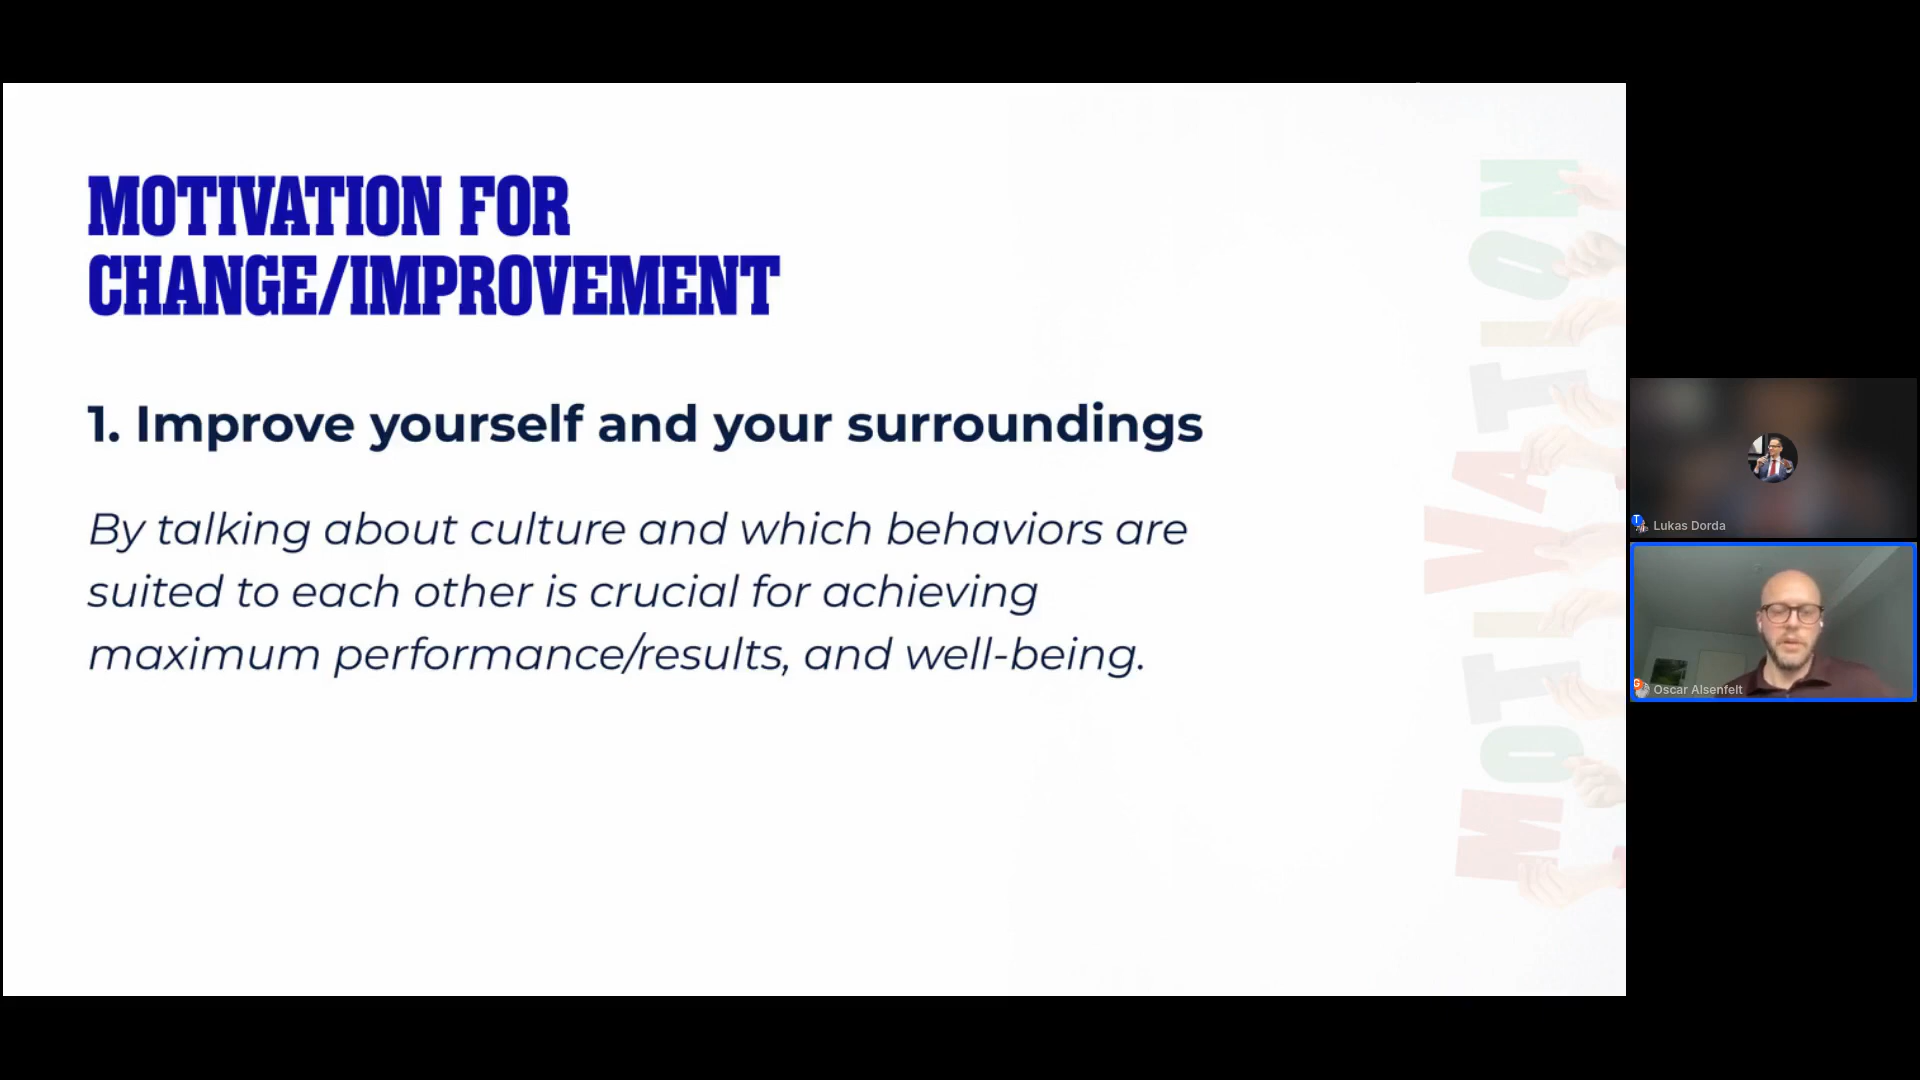 MOTIVATION FOR
CHANGE/IMPROVEMENT
1. Improve yourself and your surroundings
By talking about culture and which behaviors are
suited to each other is crucial for achieving
maximum performance/results, and well-being.
MOTIVATION
Lukas Dorda
Oscar Alsenfelt